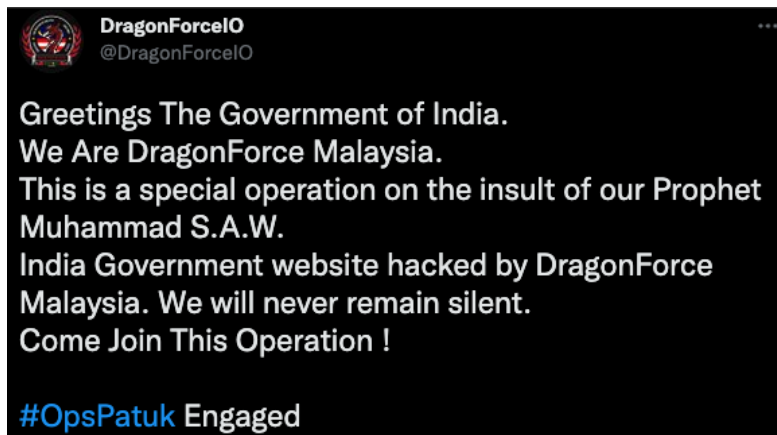 DragonForceIO
@DragonForceIO
Greetings The Government of India.
We Are DragonForce Malaysia.
This is a special operation on the insult of our Prophet
Muhammad S.A.W.
India Government website hacked by DragonForce
Malaysia. We will never remain silent.
Come Join This Operation !
#OpsPatuk Engaged